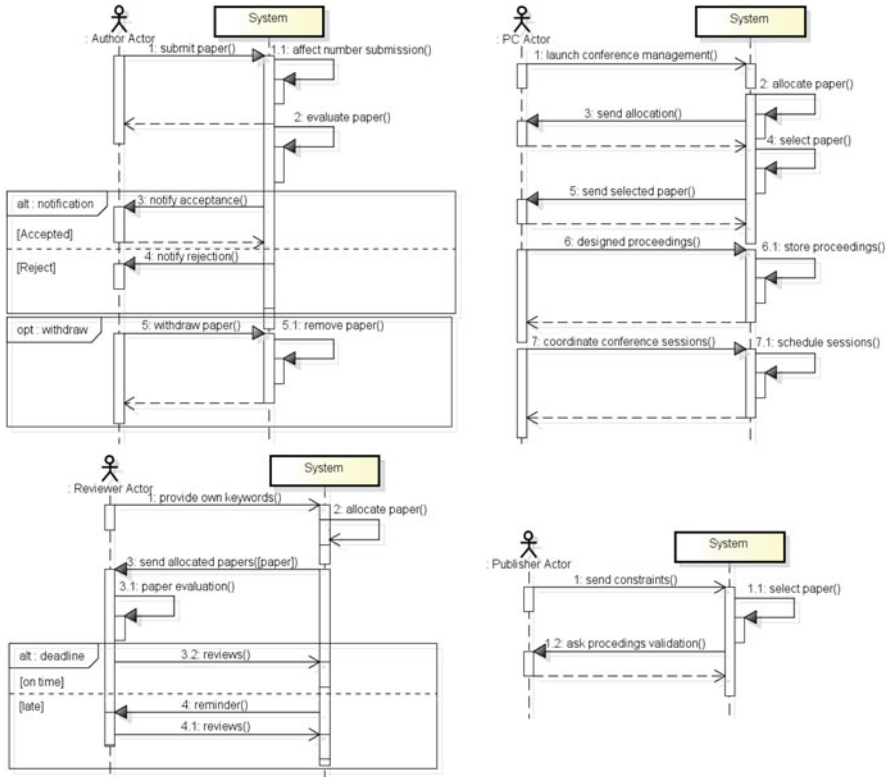 System
: Author Actor
1: submit paper()
1.1: affect number submission()
2: evaluate paper()
alt : notification
3: notify acceptance()
[Accepted]
4: notify rejection()
[Reject]
opt : withdraw
5: withdraw paper()
5.1: remove paper()
System
: PC Actor
1: launch conference management()
2: allocate paper()
3: send allocation()
4: select paper()
5: send selected paper()
6: designed proceedings()
6.1: store proceedings()
7: coordinate conference sessions()
7.1: schedule sessions()
System
: Reviewer Actor
1: provide own keywords()
2: allocate paper()
3: send allocated papers([paper])
3.1: paper evaluation()
alt : deadline
3.2: reviews()
[on time]
[late]
4: reminder()
4.1: reviews()
System
: Publisher Actor
1: send constraints()
1.1: select paper()
1.2: ask procedings validation()